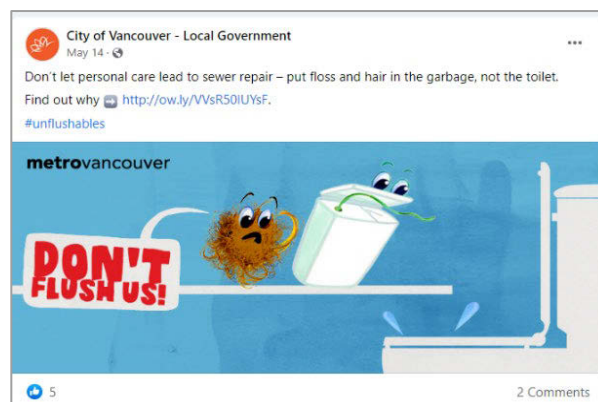 City of Vancouver - Local Government
May 14 ·
...
Don't let personal care lead to sewer repair – put floss and hair in the garbage, not the toilet.
Find out why ➡ http://ow.ly/VVsR50IUYsF.
#unflushables
metrovancouver
DON'T
FLUSH US!
5
2 Comments